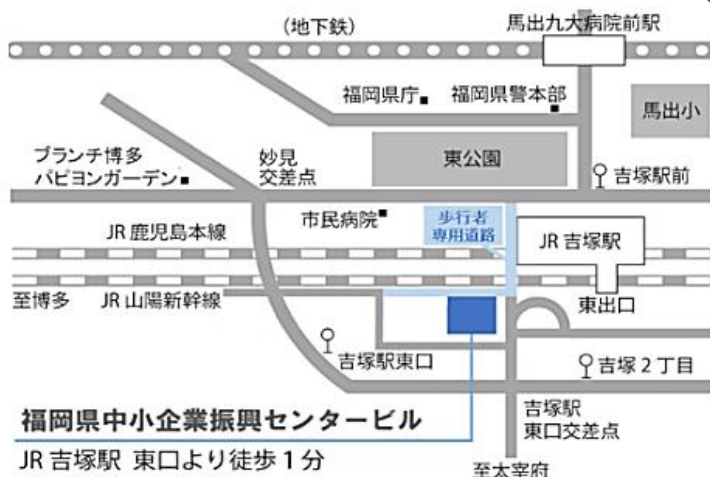 (地下鉄)
馬出九大病院前駅
福岡県庁
福岡県警本部
馬出小
ブランチ博多
パピヨンガーデン
妙見
交差点
東公園
吉塚駅前
市民病院
歩行者
専用道路
JR 鹿児島本線
JR 吉塚駅
至博多
JR 山陽新幹線
東出口
吉塚駅東口
吉塚2丁目
福岡県中小企業振興センタービル
吉塚駅
東口交差点
JR 吉塚駅 東口より徒歩1分
至太宰府